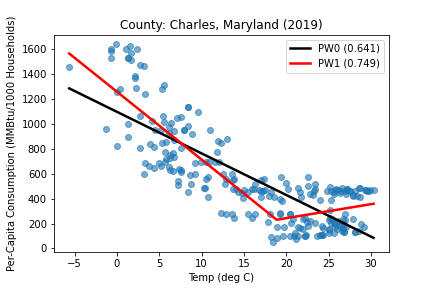 County: Charles, Maryland (2019)
PW0 (0.641)
PW1 (0.749)
Per-Capita Consumption (MMBtu/1000 Households)
1600
1400
1200
1000
800
600
400
200
0
−5 0 5 10 15 20 25 30
Temp (deg C)